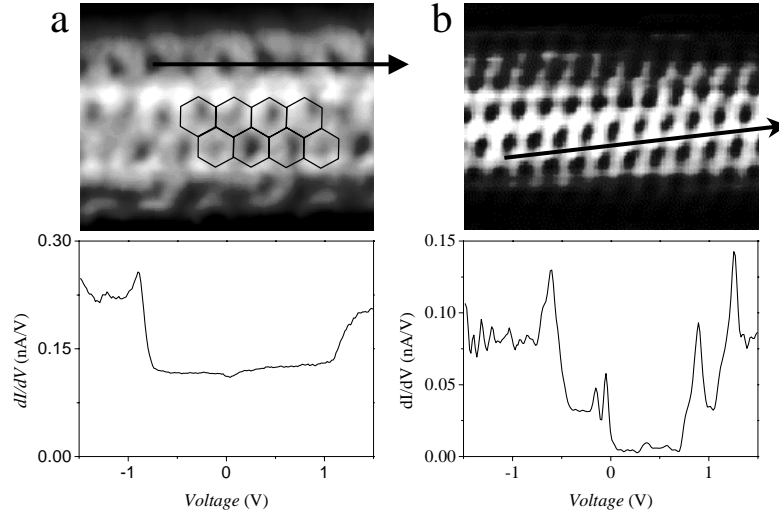 a
b
0.30
0.15
0.00
dI/dV (nA/V)
-1
0
1
Voltage (V)
0.15
0.10
0.05
0.00
dI/dV (nA/V)
-1
0
1
Voltage (V)